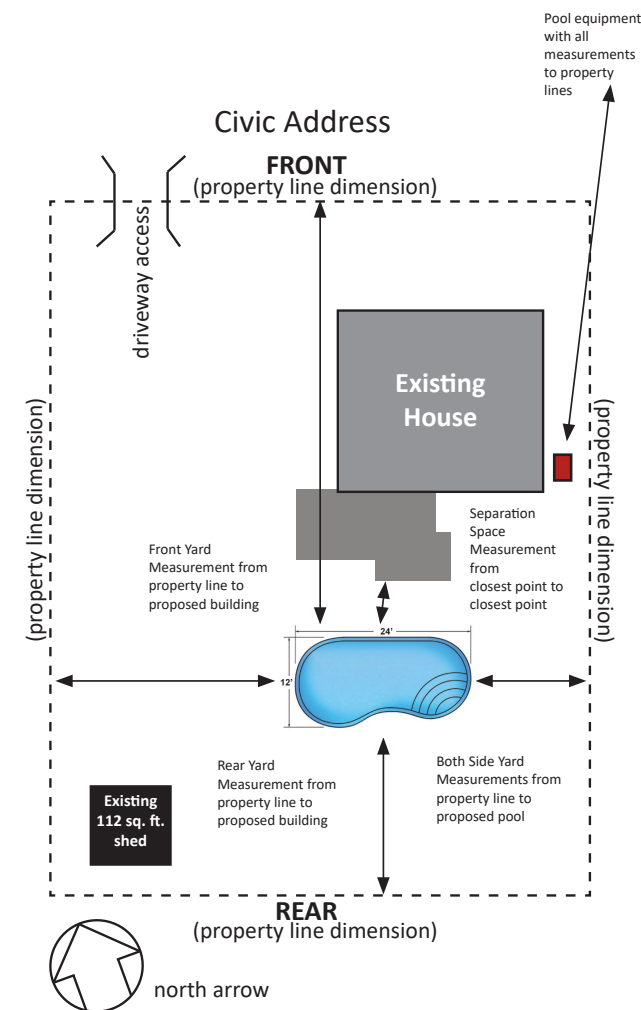 Pool equipment
with all
measurements
to property
lines
Civic Address
FRONT
(property line dimension)
driveway access
Existing
House
(property line dimension)
(property line dimension)
Front Yard
Measurement from
property line to
proposed building
Separation
Space
Measurement
from
closest point to
closest point
24'
12'
Rear Yard
Measurement from
property line to
proposed building
Both Side Yard
Measurements from
property line to
proposed pool
Existing
112 sq. ft.
shed
REAR
(property line dimension)
north arrow